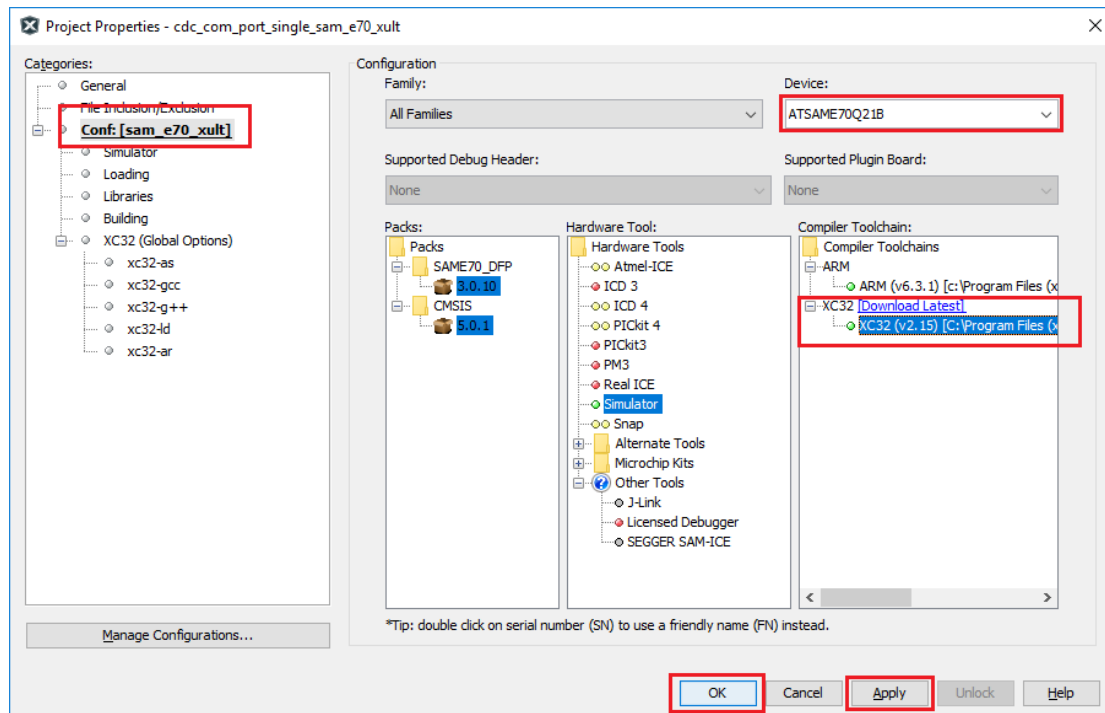 Project Properties - cdc_com_port_single_sam_e70_xult
Categories:
General
File Inclusion/Exclusion
Conf: [sam_e70_xult]
Simulator
Loading
Libraries
Building
XC32 (Global Options)
xc32-as
xc32-gcc
xc32-g++
xc32-ld
xc32-ar
Manage Configurations...
Configuration
Family:
All Families
Device:
ATSAME70Q21B
Supported Debug Header:
None
Supported Plugin Board:
None
Packs:
Packs
SAME70_DFP
3.0.10
CMSIS
5.0.1
Hardware Tool:
Hardware Tools
Atmel-ICE
ICD 3
ICD 4
PICkit 4
PICkit3
PM3
Real ICE
Simulator
Snap
Alternate Tools
Microchip Kits
Other Tools
J-Link
Licensed Debugger
SEGGER SAM-ICE
Compiler Toolchain:
Compiler Toolchains
ARM
ARM (v6.3.1) [c:\Program Files (x
XC32 [Download Latest]
XC32 (v2.15) [C:\Program Files (x
*Tip: double click on serial number (SN) to use a friendly name (FN) instead.
OK
Cancel
Apply
Unlock
Help